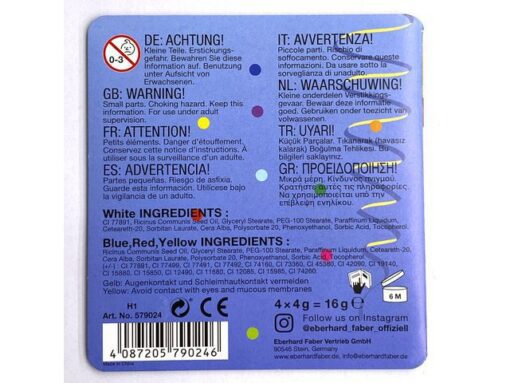 DE: ACHTUNG!
Kleine Teile. Erstickungs-
gefahr. Bewahren Sie diese
Information auf. Benutzung
unter Aufsicht von
Erwachsenen.
0-3
GB: WARNING!
Small parts. Choking hazard. Keep this
information. For use under adult
supervision.
FR: ATTENTION!
Petits éléments. Danger d'étouffement.
Conservez cette notice d'instructions. À
utiliser sous la surveillance d'un adulte.
ES: ADVERTENCIA!
Partes pequeñas. Riesgo de asfixia.
Guarde esta información. Utilícese bajo
la vigilancia de un adulto.
IT: AVVERTENZA!
Piccole parti. Rischio di
soffocamento. Conservare queste
informazioni. Da usare sotto la
sorveglianza di un adulto.
NL: WAARSCHUWING!
Kleine onderdelen Verstikkings-
gevaar. Bewaar deze informatie
goed. Gebruiken onder toezicht van
volwassenen.
TR: UYARI!
Küçük Parçalar. Tıkanarak (havasız
kalarak) Boğulma Tehlikesi. Bu
bilgileri saklayınız.
GR: ΠΡΟΕΙΔΟΠΟΙΗΣΗ!
Μικρά μέρη. Κίνδυνος πνιγμού.
Κρατήστε τις πληροφορίες.
Να χρησιμοποιείται υπό την
επίβλεψη ενηλίκου.
White INGREDIENTS :
CI 77891, Ricinus Communis Seed Oil, Glyceryl Stearate, PEG-100 Stearate, Paraffinum Liquidum,
Ceteareth-20, Sorbitan Laurate, Cera Alba, Polysorbate 20, Phenoxyethanol, Sorbic Acid, Tocopherol.
Blue,Red,Yellow INGREDIENTS :
Ricinus Communis Seed Oil, Glyceryl Stearate, PEG-100 Stearate, Paraffinum Liquidum, Ceteareth-20,
Cera Alba, Sorbitan Laurate, Polysorbate 20, Phenoxyethanol, Sorbic Acid, Tocopherol.
Gelb: Augenkontakt und Schleimhautkontakt vermeiden
Yellow: Avoid contact with eyes and mucous membranes
6 M
4 x 4g = 16g
H1
Art. No. 579024
CE
4 087205 790246
Made in China
Follow us on Instagram
@eberhard_faber_offiziell
Eberhard Faber Vertrieb GmbH
90546 Stein, Germany
www.eberhardfaber.de, info@eberhardfaber.de